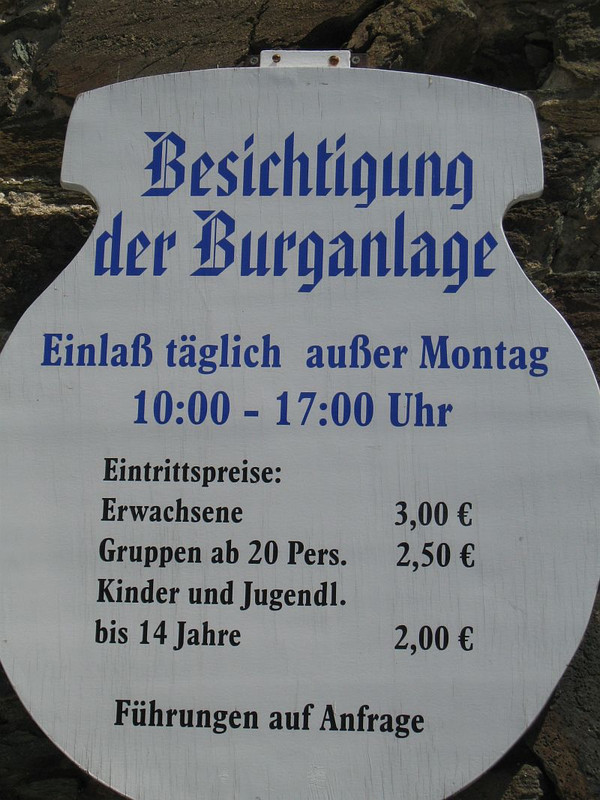 Besichtigung
der Burganlage
Einlaß täglich außer Montag
10:00 - 17:00 Uhr
Eintrittspreise:
Erwachsene 3,00 €
Gruppen ab 20 Pers. 2,50 €
Kinder und Jugendl.
bis 14 Jahre 2,00 €
Führungen auf Anfrage